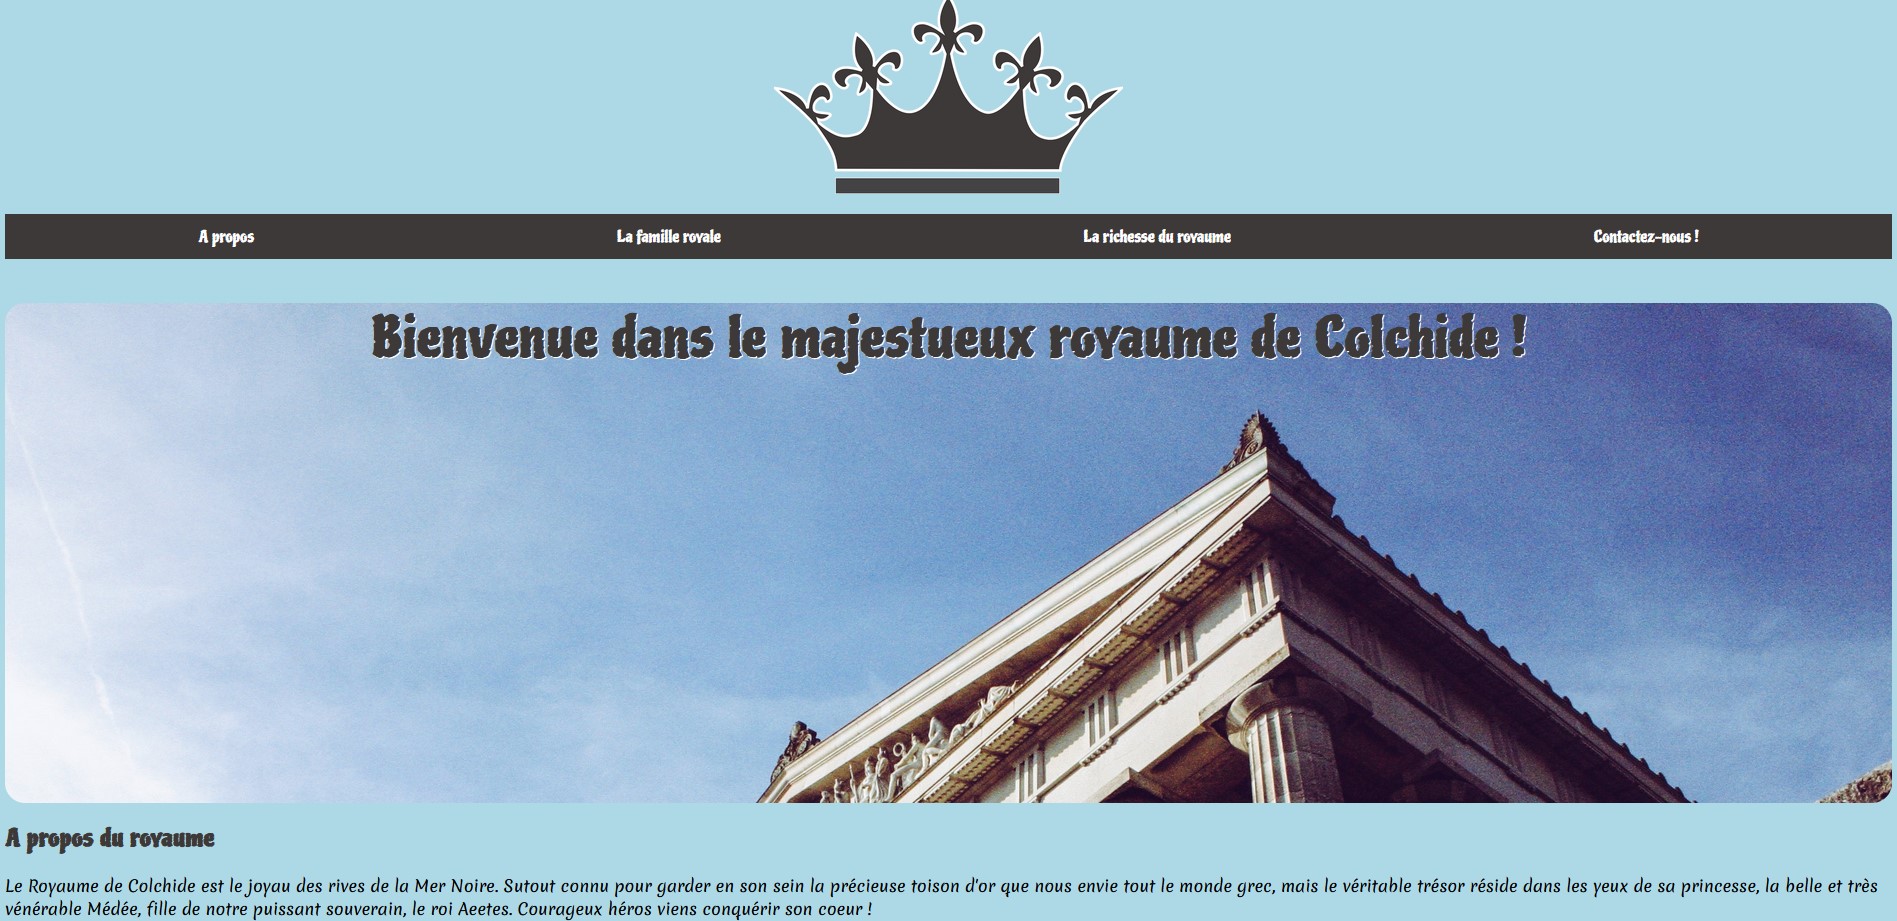 A propos
La famille royale
La richesse du royaume
Contactez-nous !
Bienvenue dans le majestueux royaume de Colchide !
A propos du royaume
Le Royaume de Colchide est le joyau des rives de la Mer Noire. Sutout connu pour garder en son sein la précieuse toison d'or que nous envie tout le monde grec, mais le véritable trésor réside dans les yeux de sa princesse, la belle et très
vénérable Médée, fille de notre puissant souverain, le roi Aeetes. Courageux héros viens conquérir son coeur !